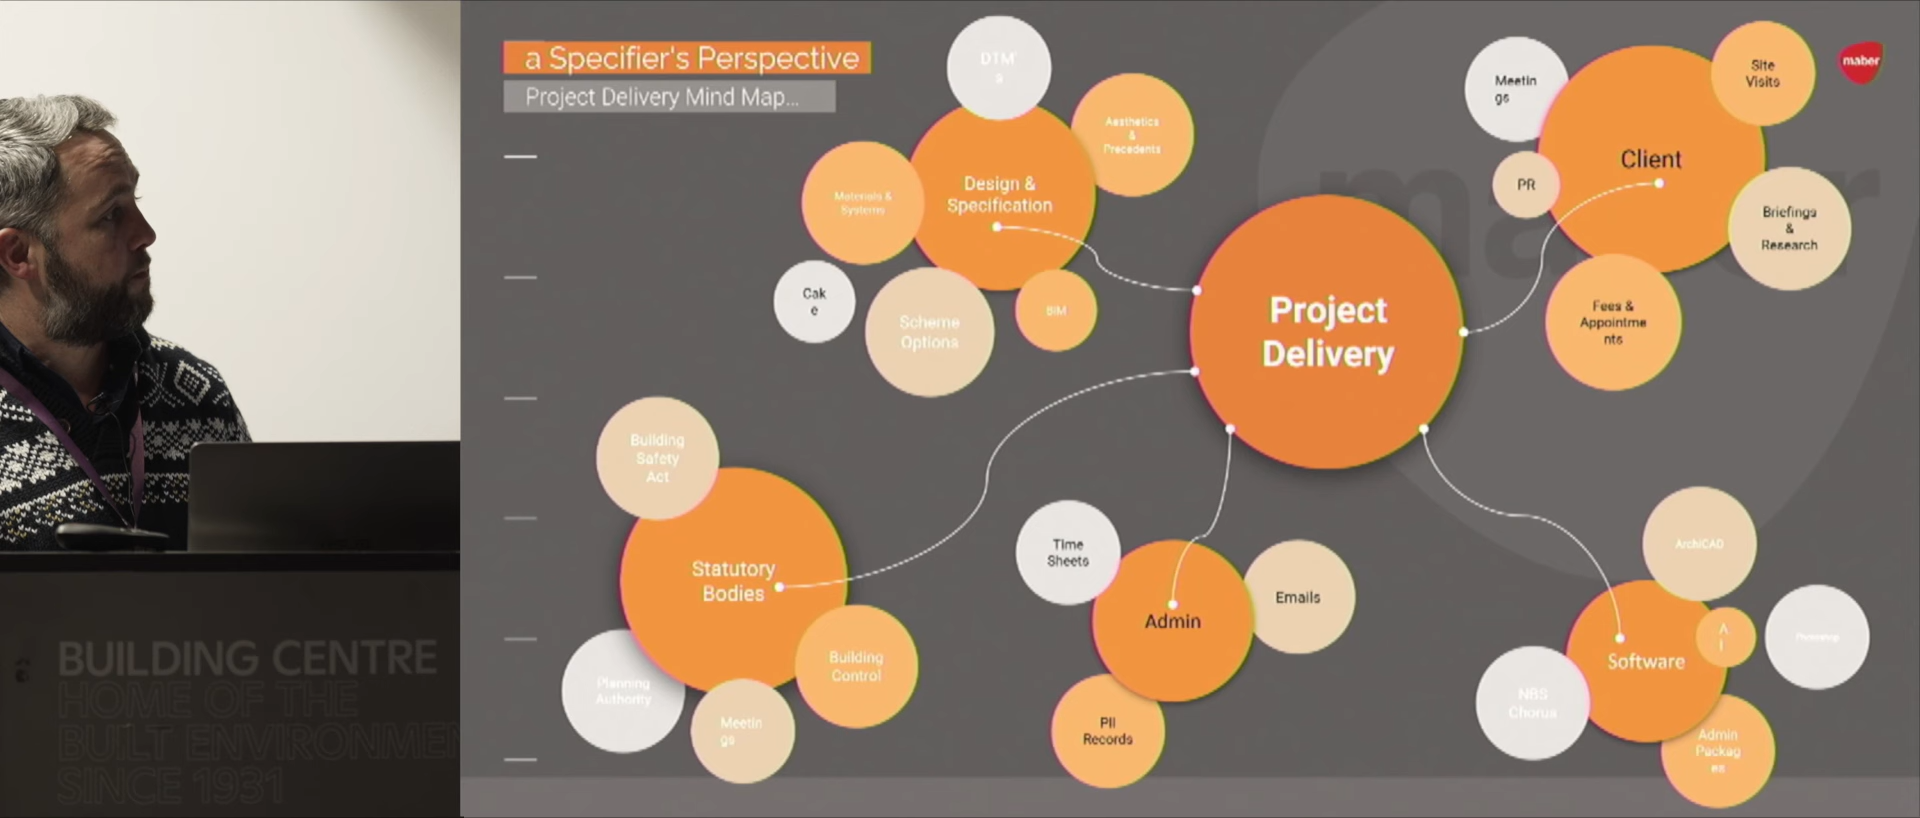 a Specifier's Perspective
Project Delivery Mind Map...
DTM'
s
Aesthetics
&
Precedents
Materials &
Systems
Design &
Specification
Cak
e
Scheme
Options
BIM
Meetin
gs
Site
Visits
maber
Client
PR
Briefings
&
Research
Fees &
Appointme
nts
maber
Project
Delivery
Building
Safety
Act
Statutory
Bodies
Planning
Authority
Meetin
gs
Building
Control
Time
Sheets
Admin
Emails
PII
Records
ArchiCAD
A
I
Software
NBS
Chorus
Admin
Packag
es
BUILDING CENTRE
HOME OF THE
BUILT ENVIRONMEN
SINCE 1931